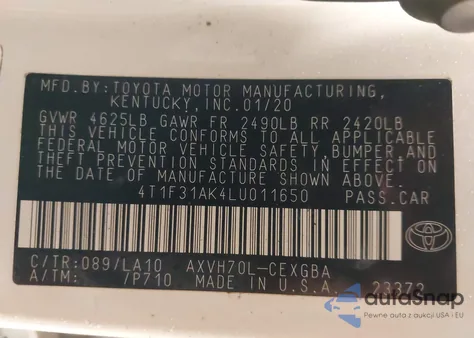 MFD.BY:TOYOTA MOTOR MANUFACTURING,
KENTUCKY,INC.01/20
GVWR 4625LB GAWR FR 2490LB RR 2420LB
THIS VEHICLE CONFORMS TO ALL APPLICABLE
FEDERAL MOTOR VEHICLE SAFETY, BUMPER AND
THEFT PREVENTION STANDARDS IN EFFECT ON
THE DATE OF MANUFACTURE SHOWN ABOVE.
4T1F31AK4LU011650 PASS.CAR
TOYOTA
C/TR:089/LA10 AXVH70L-CEXGBA
A/TM: /P710 MADE IN U.S.A. 23373
autaSnap
Pewne auta z USA i EU